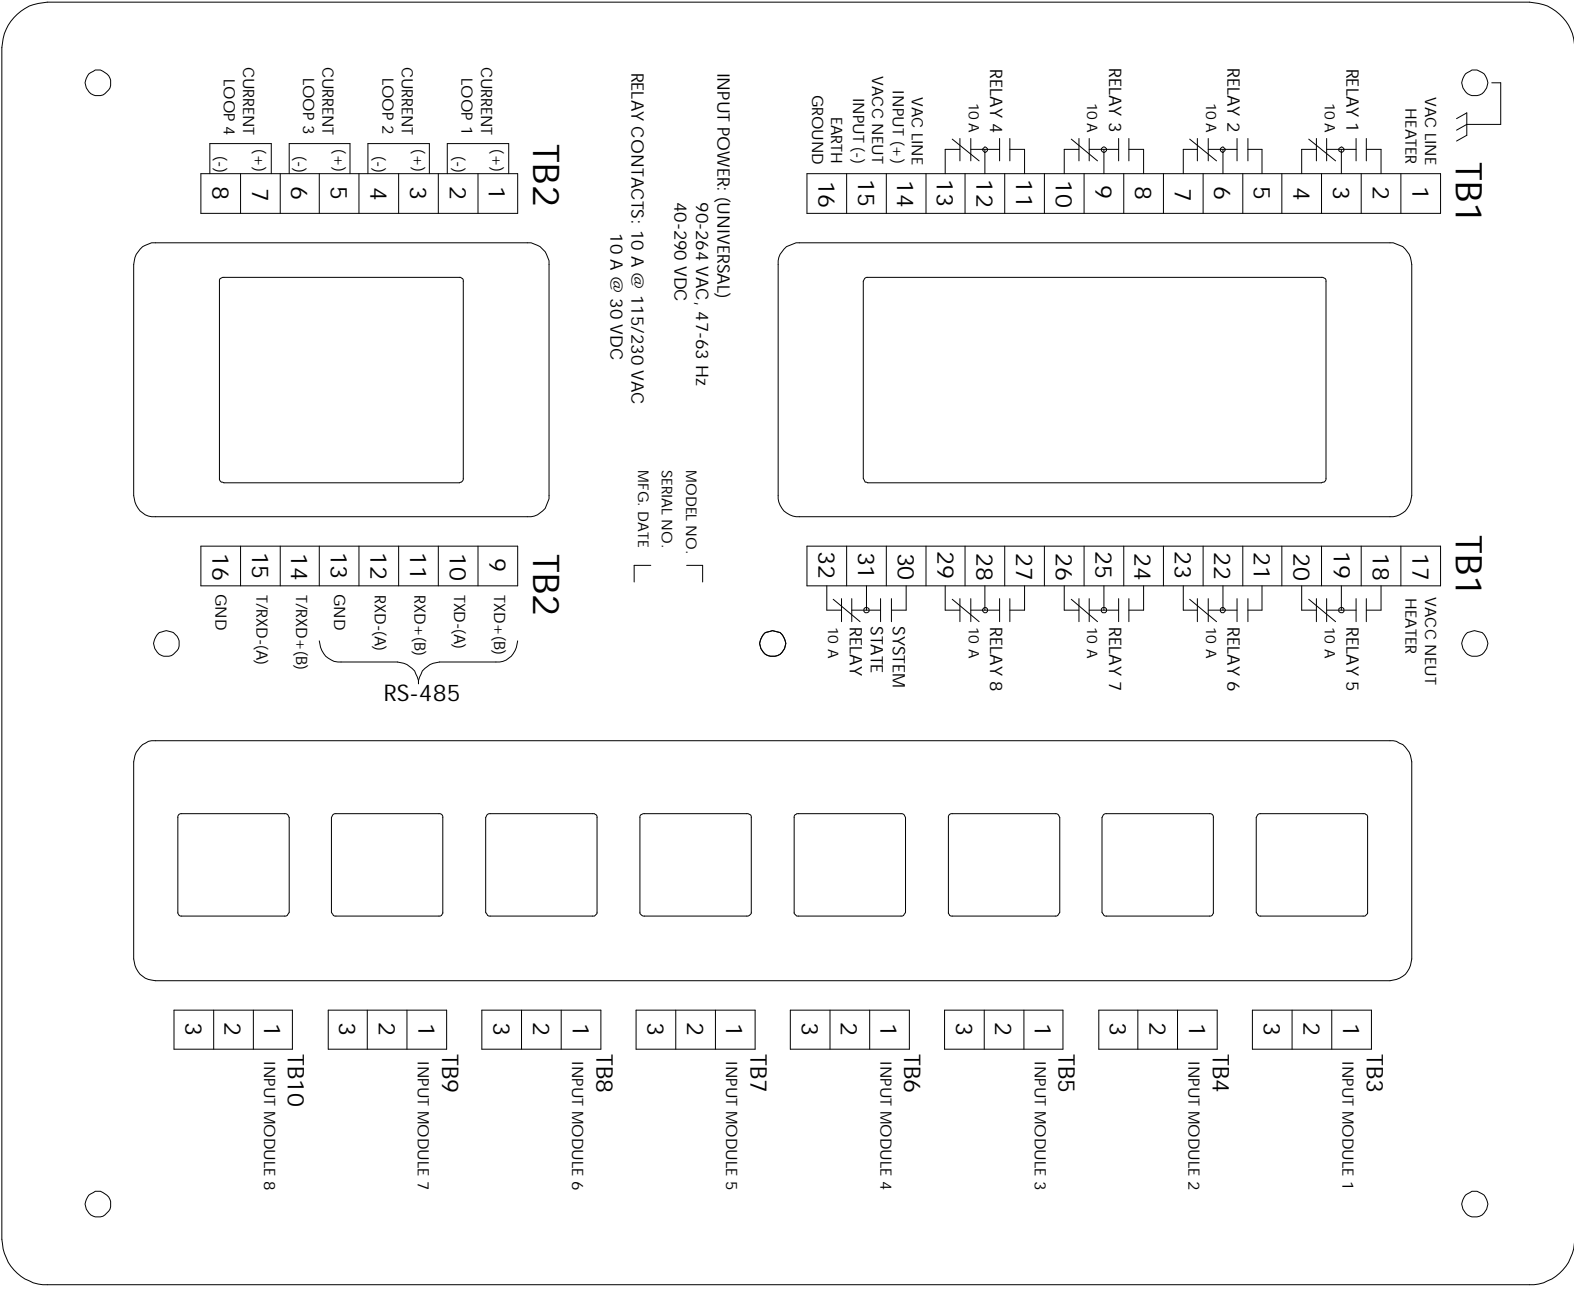 TB1
VAC LINE
HEATER
1
2
3
4
RELAY 1
10 A
5
6
7
RELAY 2
10 A
8
9
10
RELAY 3
10 A
11
12
13
RELAY 4
10 A
VAC LINE
INPUT (+)
14
VACC NEUT
INPUT (-)
15
EARTH
GROUND
16
TB1
17
VACC NEUT
HEATER
18
19
20
RELAY 5
10 A
21
22
23
RELAY 6
10 A
24
25
26
RELAY 7
10 A
27
28
29
RELAY 8
10 A
30
31
32
SYSTEM
STATE
RELAY
10 A
INPUT POWER: (UNIVERSAL)
90-264 VAC, 47-63 Hz
40-290 VDC
RELAY CONTACTS: 10 A @ 115/230 VAC
10 A @ 30 VDC
MODEL NO.
SERIAL NO.
MFG. DATE
TB2
CURRENT
LOOP 1
(+)
(-)
1
2
CURRENT
LOOP 2
(+)
(-)
3
4
CURRENT
LOOP 3
(+)
(-)
5
6
CURRENT
LOOP 4
(+)
(-)
7
8
TB2
9 TXD+(B)
10 TXD-(A)
11 RXD+(B)
12 RXD-(A)
13 GND
14 T/RXD+(B)
15 T/RXD-(A)
16 GND
RS-485
TB3
INPUT MODULE 1
1
2
3
TB4
INPUT MODULE 2
1
2
3
TB5
INPUT MODULE 3
1
2
3
TB6
INPUT MODULE 4
1
2
3
TB7
INPUT MODULE 5
1
2
3
TB8
INPUT MODULE 6
1
2
3
TB9
INPUT MODULE 7
1
2
3
TB10
INPUT MODULE 8
1
2
3